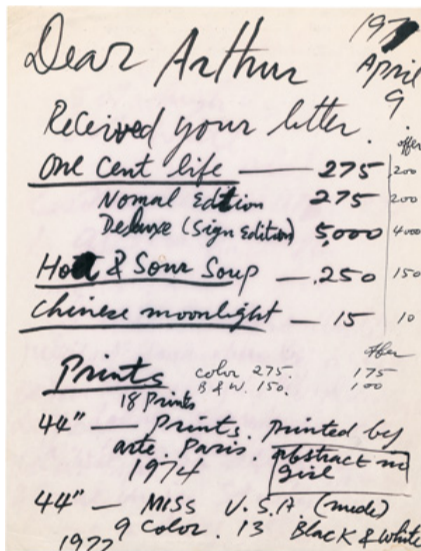 197
Dear Arthur April
9
Received your letter.
offer
One Cent life — 275 200
Nomal Edition 275 200
Deluxe (Sign Edition) 5,000 4000
Hot & Sour Soup — .250 150
Chinese moonlight — 15 10
offer
Prints color 275. 175
B & W. 150. 100
18 Prints
44" — Prints. printed by
arte. Paris. abstract
1974 girl
44" — MISS U.S.A (nude)
9 color. 13 Black & white